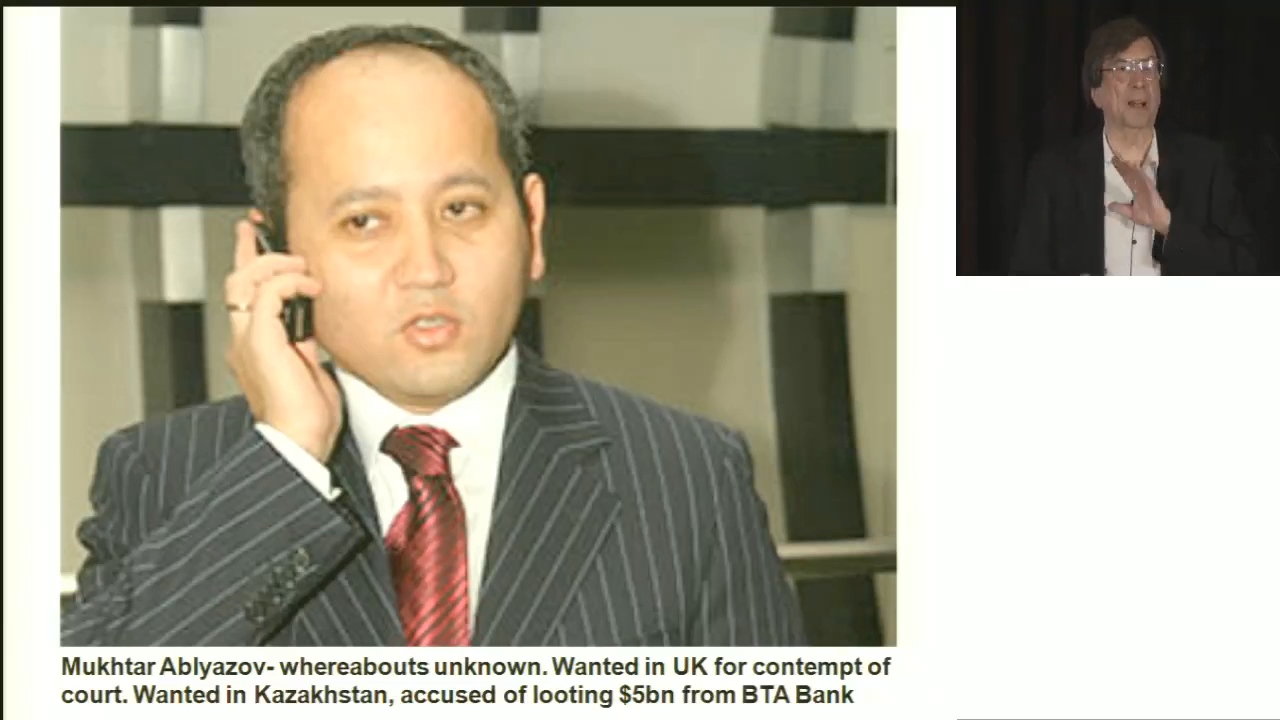 Mukhtar Ablyazov- whereabouts unknown. Wanted in UK for contempt of
court. Wanted in Kazakhstan, accused of looting $5bn from BTA Bank